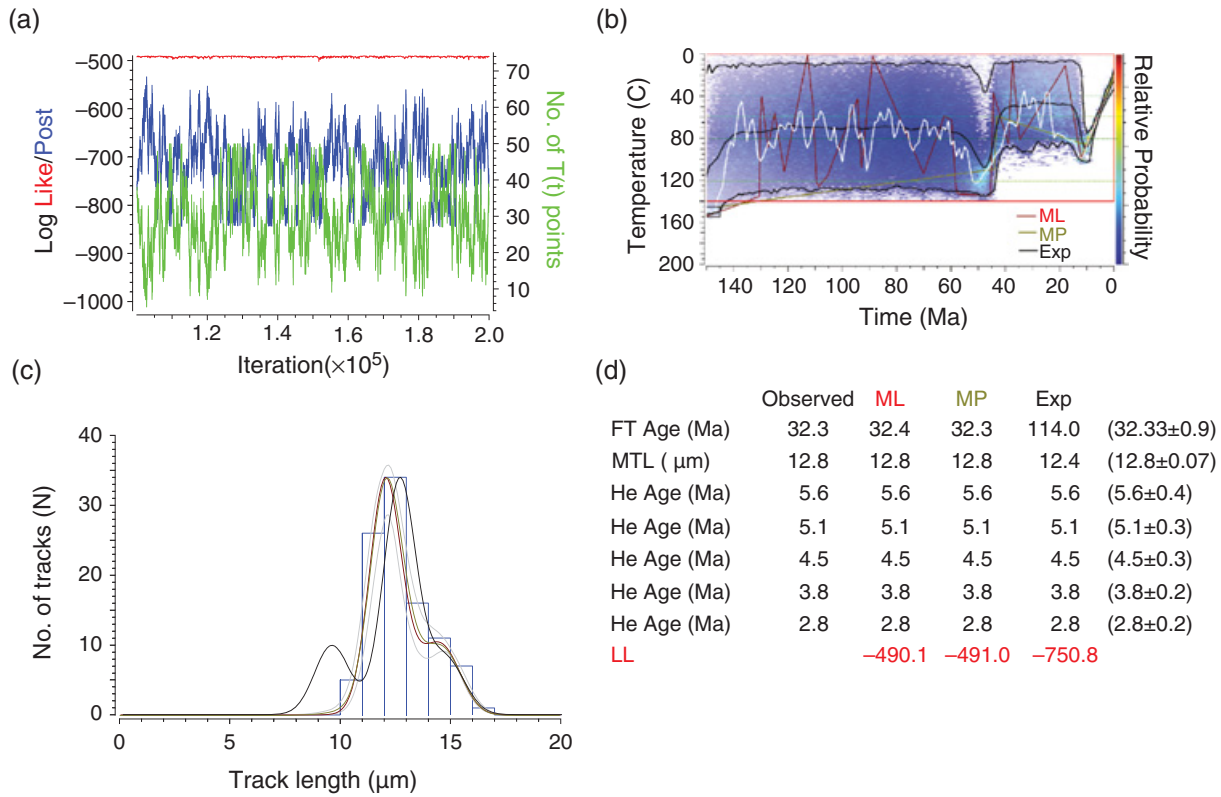 (a)
−500
−600
−700
−800
−900
−1000
Log Like/Post
70
60
50
40
30
20
10
No. of T(t) points
1.2 1.4 1.6 1.8 2.0
Iteration(×10⁵)
(b)
0
40
80
120
160
200
Temperature (C)
ML
MP
Exp
Relative Probability
140 120 100 80 60 40 20 0
Time (Ma)
(c)
40
30
20
10
0
No. of tracks (N)
0 5 10 15 20
Track length (µm)
(d)
Observed ML MP Exp
FT Age (Ma) 32.3 32.4 32.3 114.0 (32.33±0.9)
MTL ( µm) 12.8 12.8 12.8 12.4 (12.8±0.07)
He Age (Ma) 5.6 5.6 5.6 5.6 (5.6±0.4)
He Age (Ma) 5.1 5.1 5.1 5.1 (5.1±0.3)
He Age (Ma) 4.5 4.5 4.5 4.5 (4.5±0.3)
He Age (Ma) 3.8 3.8 3.8 3.8 (3.8±0.2)
He Age (Ma) 2.8 2.8 2.8 2.8 (2.8±0.2)
LL −490.1 −491.0 −750.8